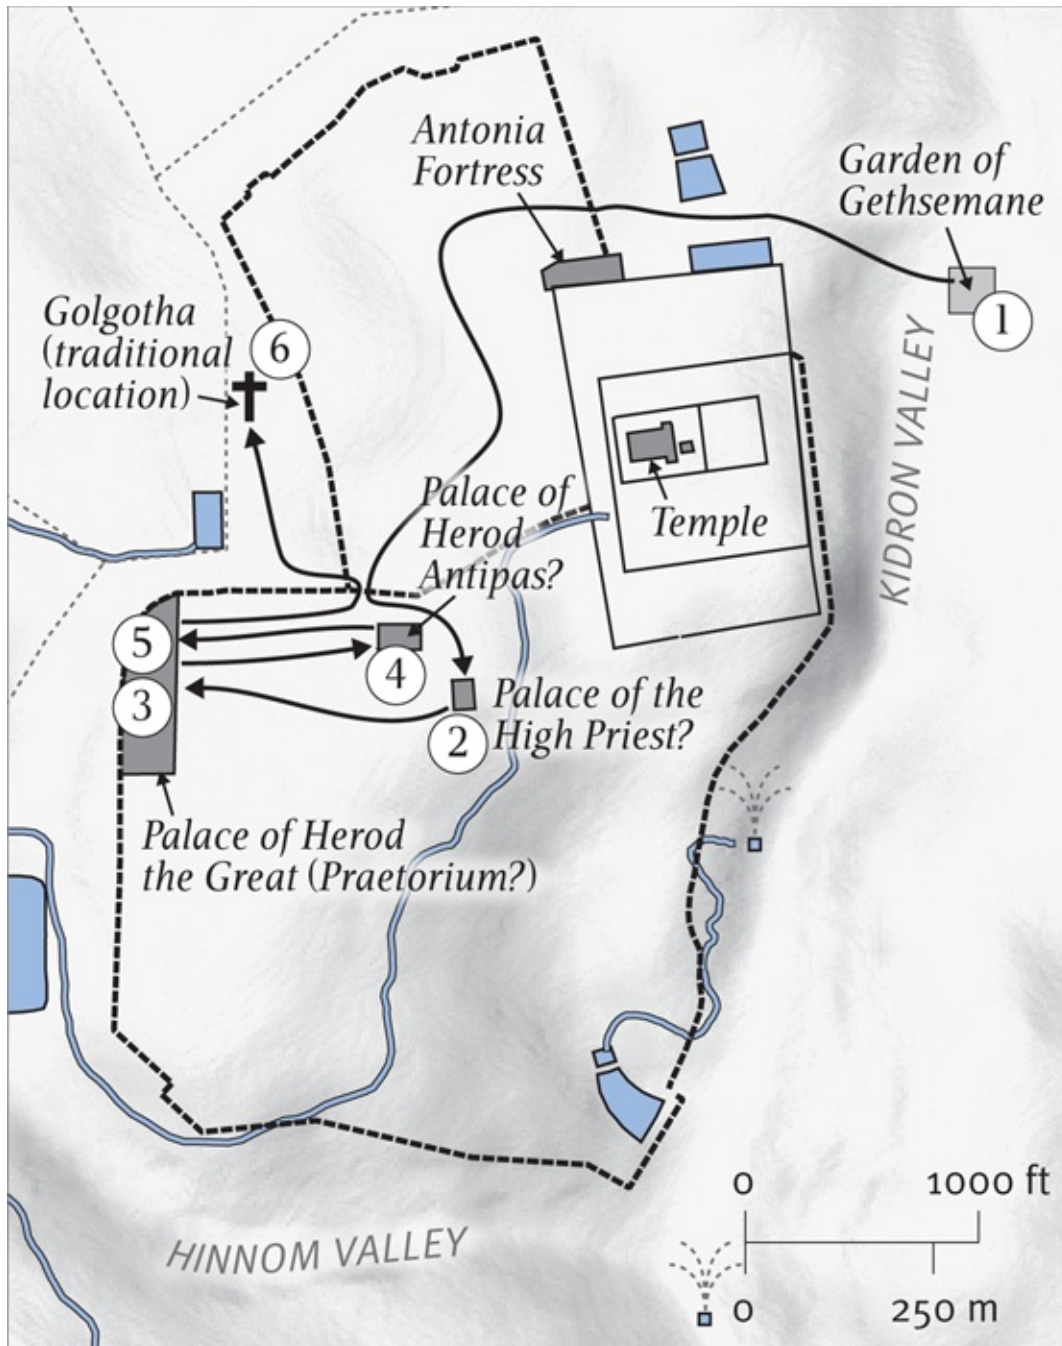 Antonia
Fortress
Garden of
Gethsemane
1
Golgotha
(traditional
location)
6
KIDRON VALLEY
Palace of
Herod
Antipas?
Temple
5
4
3
2
Palace of the
High Priest?
Palace of Herod
the Great (Praetorium?)
HINNOM VALLEY
0 1000 ft
0 250 m